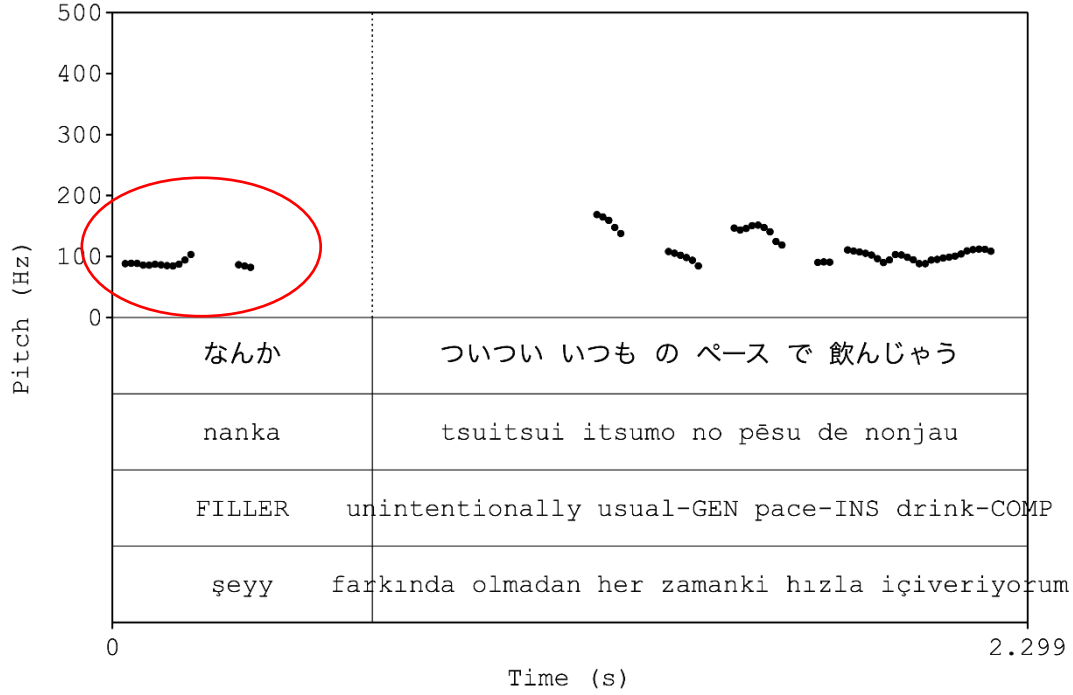 500
400
300
200
100
0
Pitch (Hz)
なんか ついつい いつも の ペース で 飲んじゃう
nanka tsuitsui itsumo no pēsu de nonjau
FILLER unintentionally usual-GEN pace-INS drink-COMP
şeyy farkında olmadan her zamanki hızla içiveriyorum
0 2.299
Time (s)